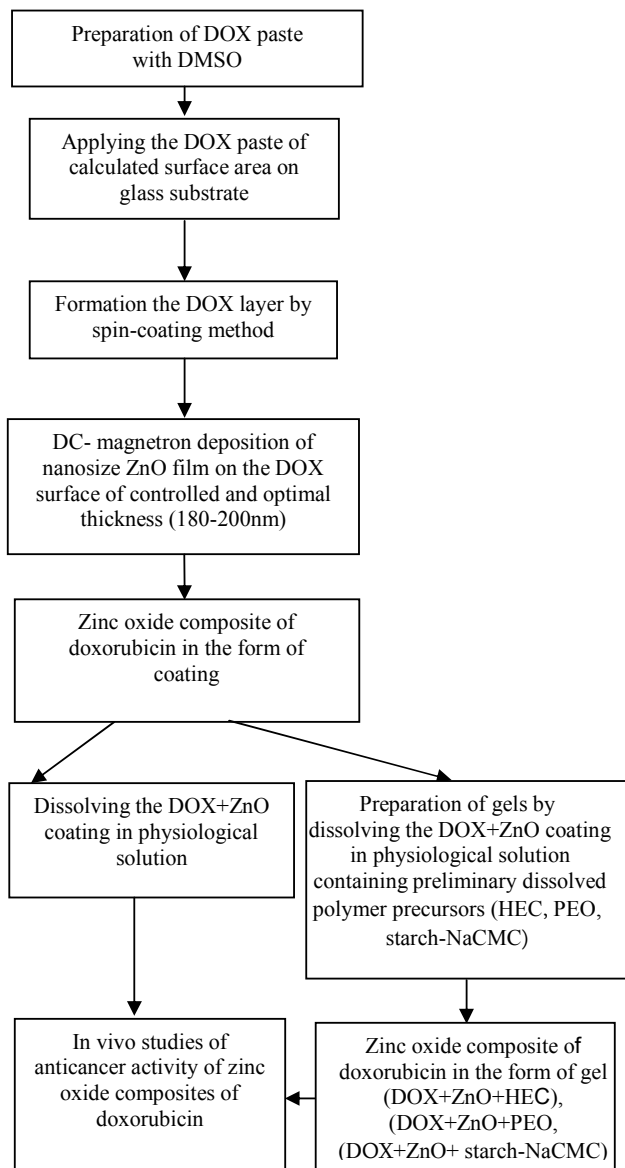 Preparation of DOX paste
with DMSO
Applying the DOX paste of
calculated surface area on
glass substrate
Formation the DOX layer by
spin-coating method
DC- magnetron deposition of
nanosize ZnO film on the DOX
surface of controlled and optimal
thickness (180-200nm)
Zinc oxide composite of
doxorubicin in the form of
coating
Dissolving the DOX+ZnO
coating in physiological
solution
Preparation of gels by
dissolving the DOX+ZnO coating
in physiological solution
containing preliminary dissolved
polymer precursors (HEC, PEO,
starch-NaCMC)
In vivo studies of
anticancer activity of zinc
oxide composites of
doxorubicin
Zinc oxide composite of
doxorubicin in the form of gel
(DOX+ZnO+HEC),
(DOX+ZnO+PEO,
(DOX+ZnO+ starch-NaCMC)